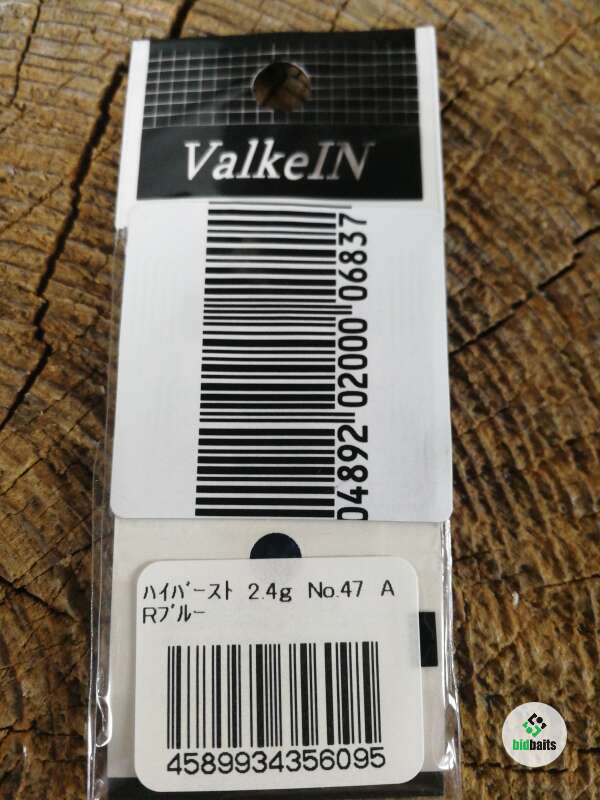 ValkeIN
04892 02000 06837
ﾊｲﾊﾞｰｽﾄ 2.4g No.47 A
Rﾌﾞﾙｰ
4589934356095
bidbaits